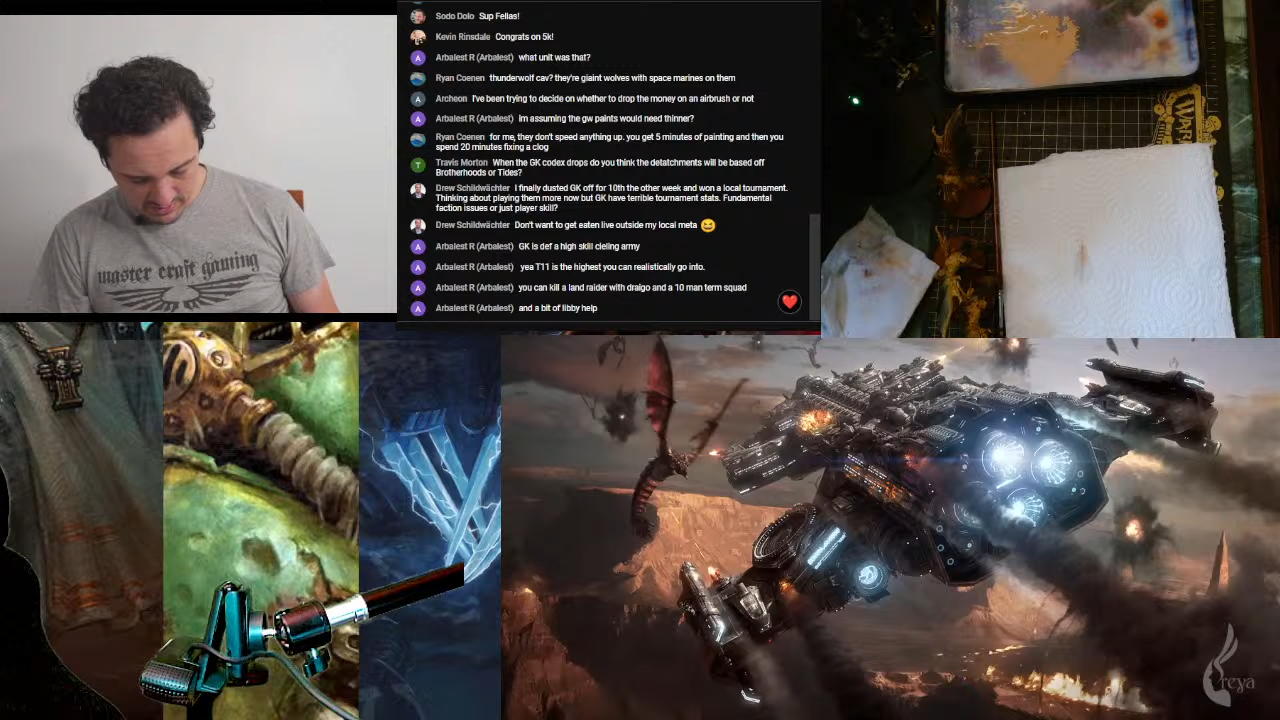 Sodo Dolo Sup Fellas!
Kevin Rinsdale Congrats on 5k!
Arbalest R (Arbalest) what unit was that?
Ryan Coenen thunderwolf cav? they're giaint wolves with space marines on them
Archeon I've been trying to decide on whether to drop the money on an airbrush or not
Arbalest R (Arbalest) Im assuming the gw paints would need thinner?
Ryan Coenen for me, they don't speed anything up. you get 5 minutes of painting and then you
spend 20 minutes fixing a clog
Travis Morton When the GK codex drops do you think the detatchments will be based off
Brotherhoods or Tides?
Drew Schildwächter I finally dusted GK off for 10th the other week and won a local tournament.
Thinking about playing them more now but GK have terrible tournament stats. Fundamental
faction issues or just player skill?
Drew Schildwächter Don't want to get eaten live outside my local meta 😆
Arbalest R (Arbalest) GK is def a high skill cieling army
Arbalest R (Arbalest) yea T11 is the highest you can realistically go into.
Arbalest R (Arbalest) you can kill a land raider with draigo and a 10 man term squad
Arbalest R (Arbalest) and a bit of libby help
master craft gaming
WAR
reya